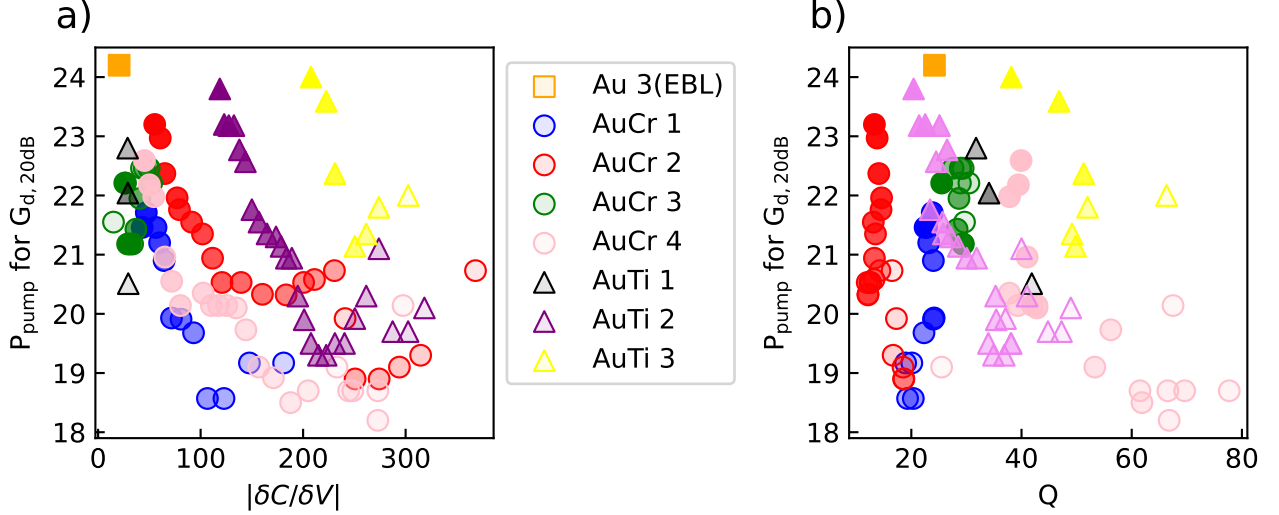 a)
P_pump for G_d, 20dB
24
23
22
21
20
19
18
0 100 200 300
|δC/δV|
Au 3(EBL)
AuCr 1
AuCr 2
AuCr 3
AuCr 4
AuTi 1
AuTi 2
AuTi 3
b)
P_pump for G_d, 20dB
24
23
22
21
20
19
18
20 40 60 80
Q